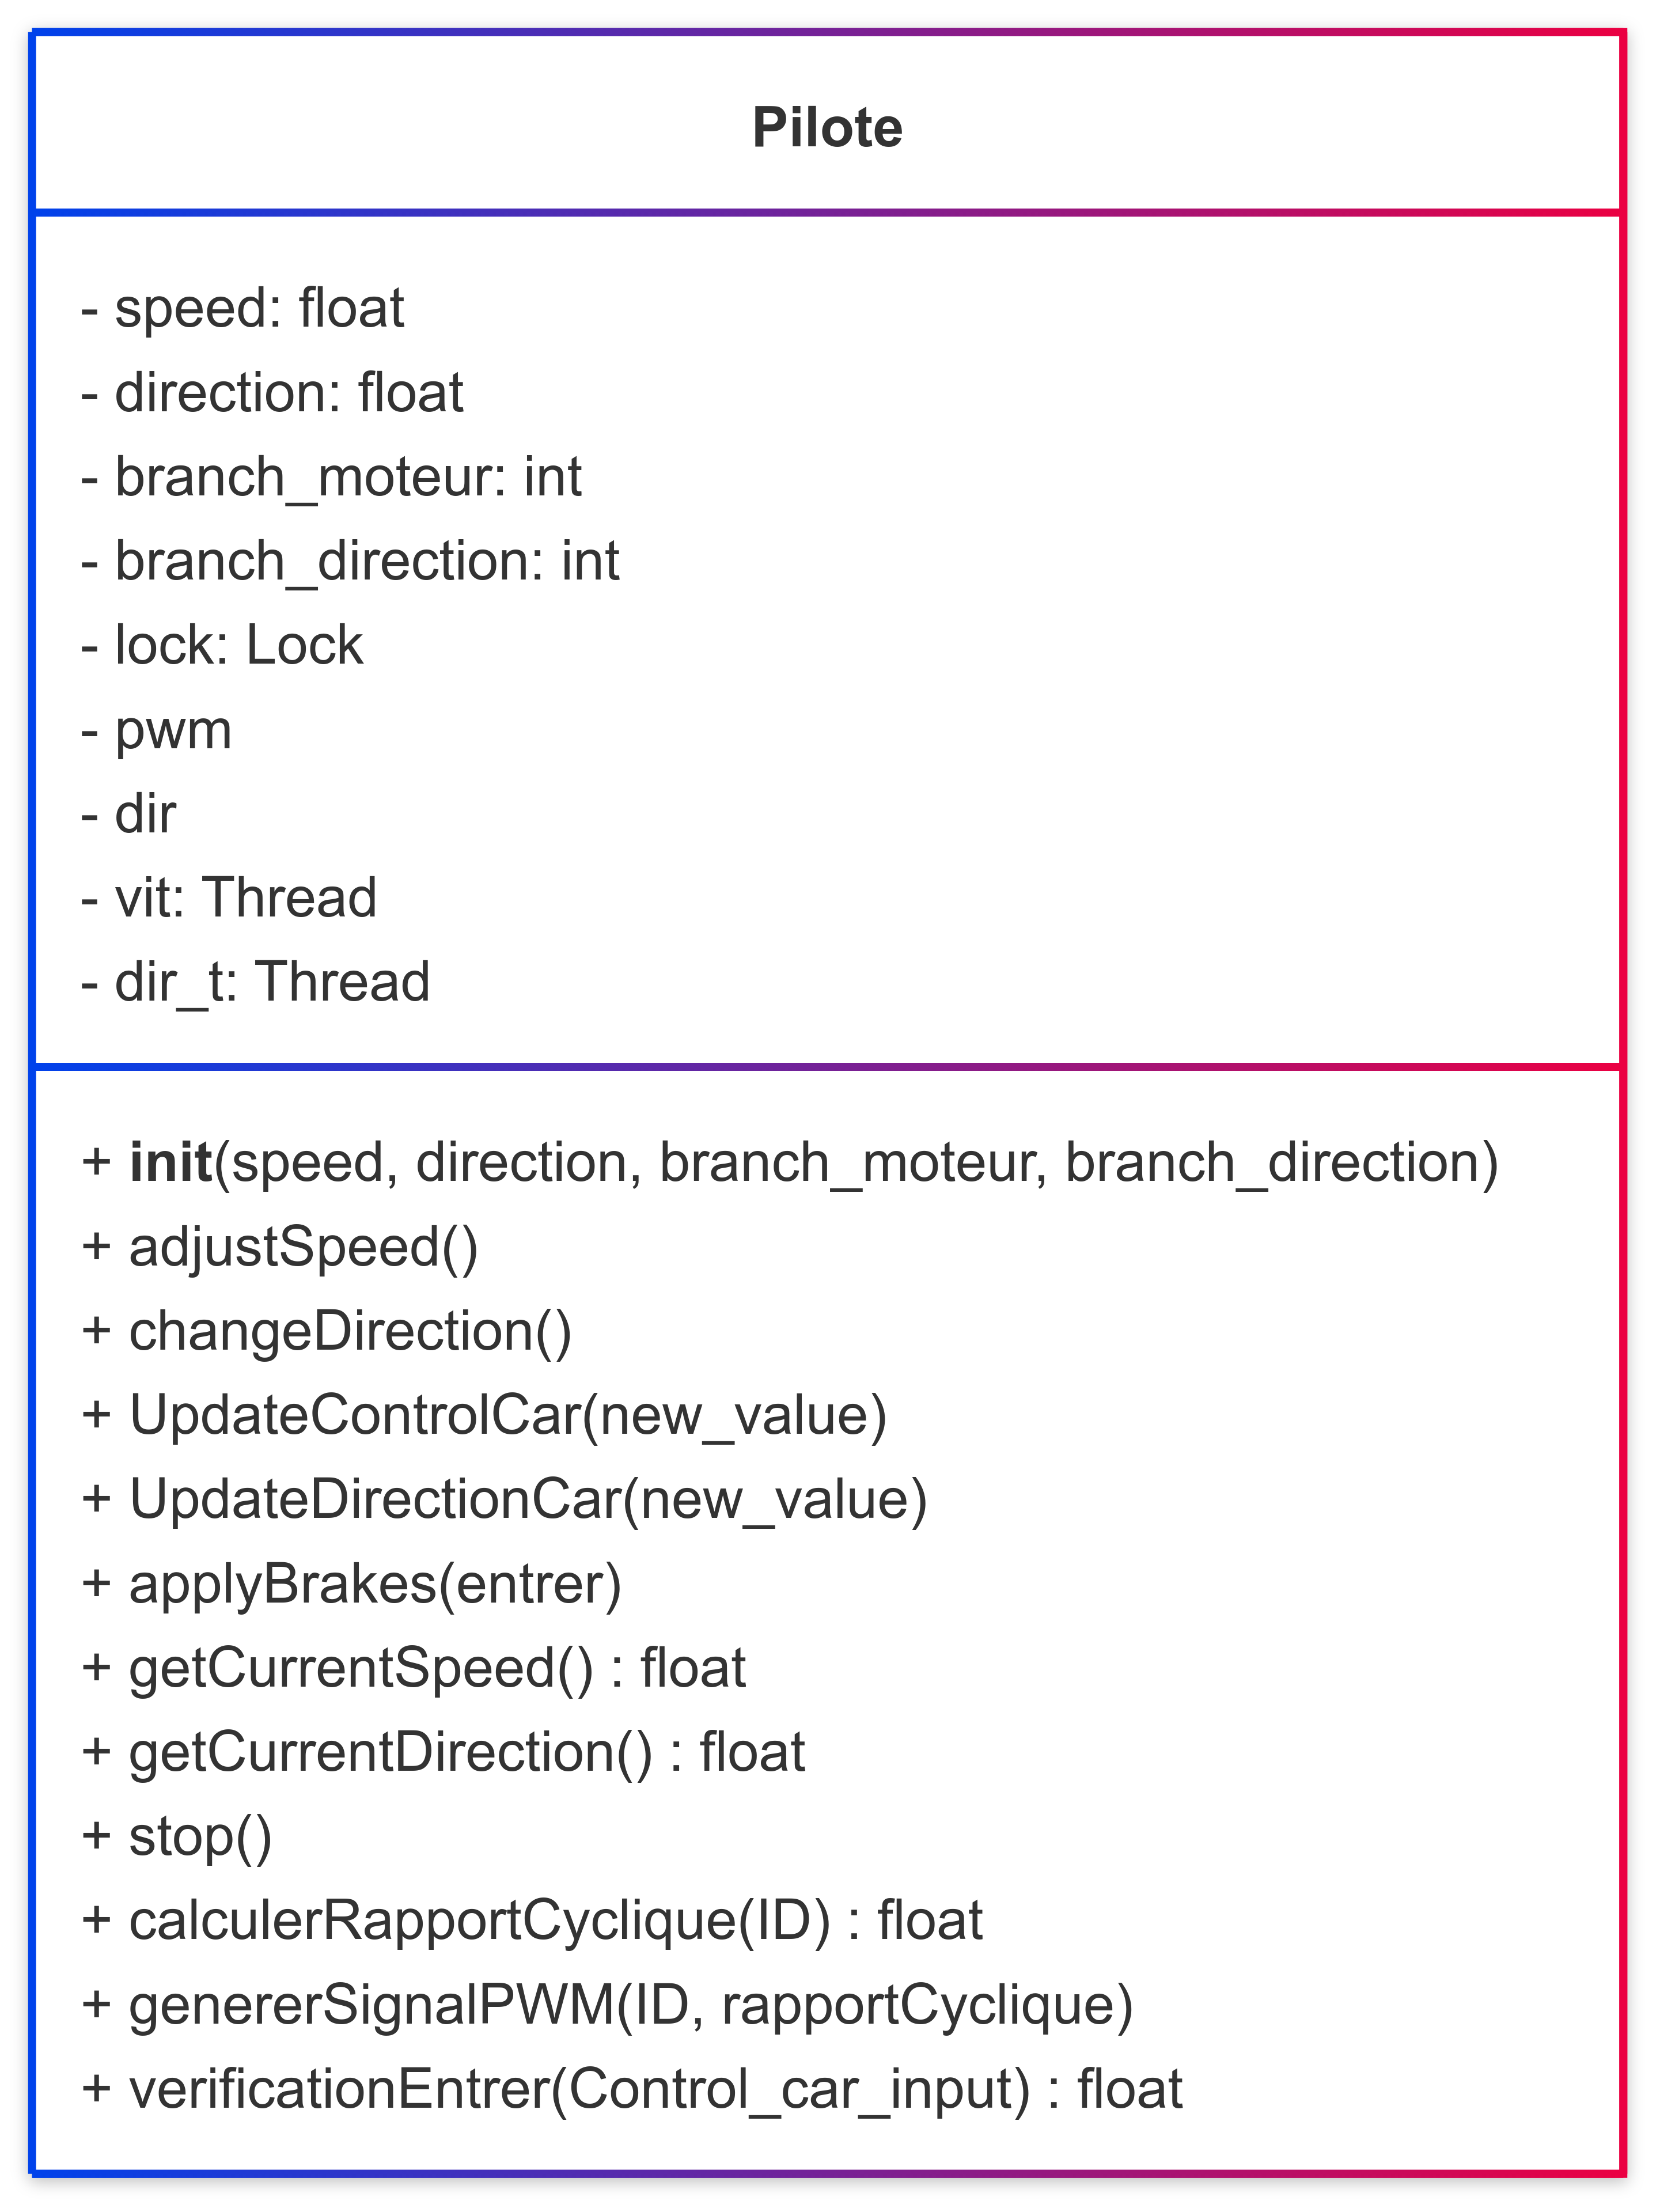 Pilote
- speed: float
- direction: float
- branch_moteur: int
- branch_direction: int
- lock: Lock
- pwm
- dir
- vit: Thread
- dir_t: Thread
+ init(speed, direction, branch_moteur, branch_direction)
+ adjustSpeed()
+ changeDirection()
+ UpdateControlCar(new_value)
+ UpdateDirectionCar(new_value)
+ applyBrakes(entrer)
+ getCurrentSpeed() : float
+ getCurrentDirection() : float
+ stop()
+ calculerRapportCyclique(ID) : float
+ genererSignalPWM(ID, rapportCyclique)
+ verificationEntrer(Control_car_input) : float